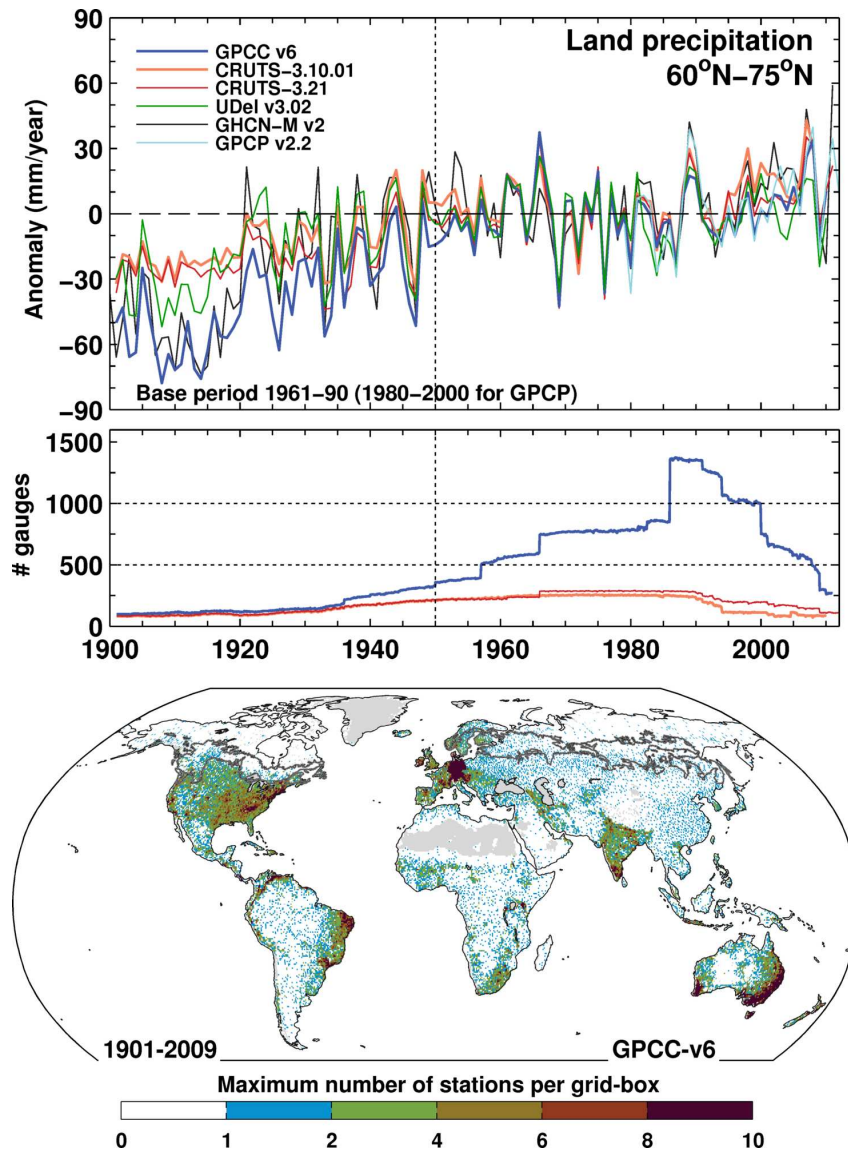 90
60
30
0
−30
−60
−90
Anomaly (mm/year)
GPCC v6
CRUTS−3.10.01
CRUTS−3.21
UDel v3.02
GHCN−M v2
GPCP v2.2
Land precipitation
60°N−75°N
Base period 1961−90 (1980−2000 for GPCP)
1500
1000
500
0
# gauges
1900 1920 1940 1960 1980 2000
1901-2009
GPCC-v6
Maximum number of stations per grid-box
0 1 2 4 6 8 10